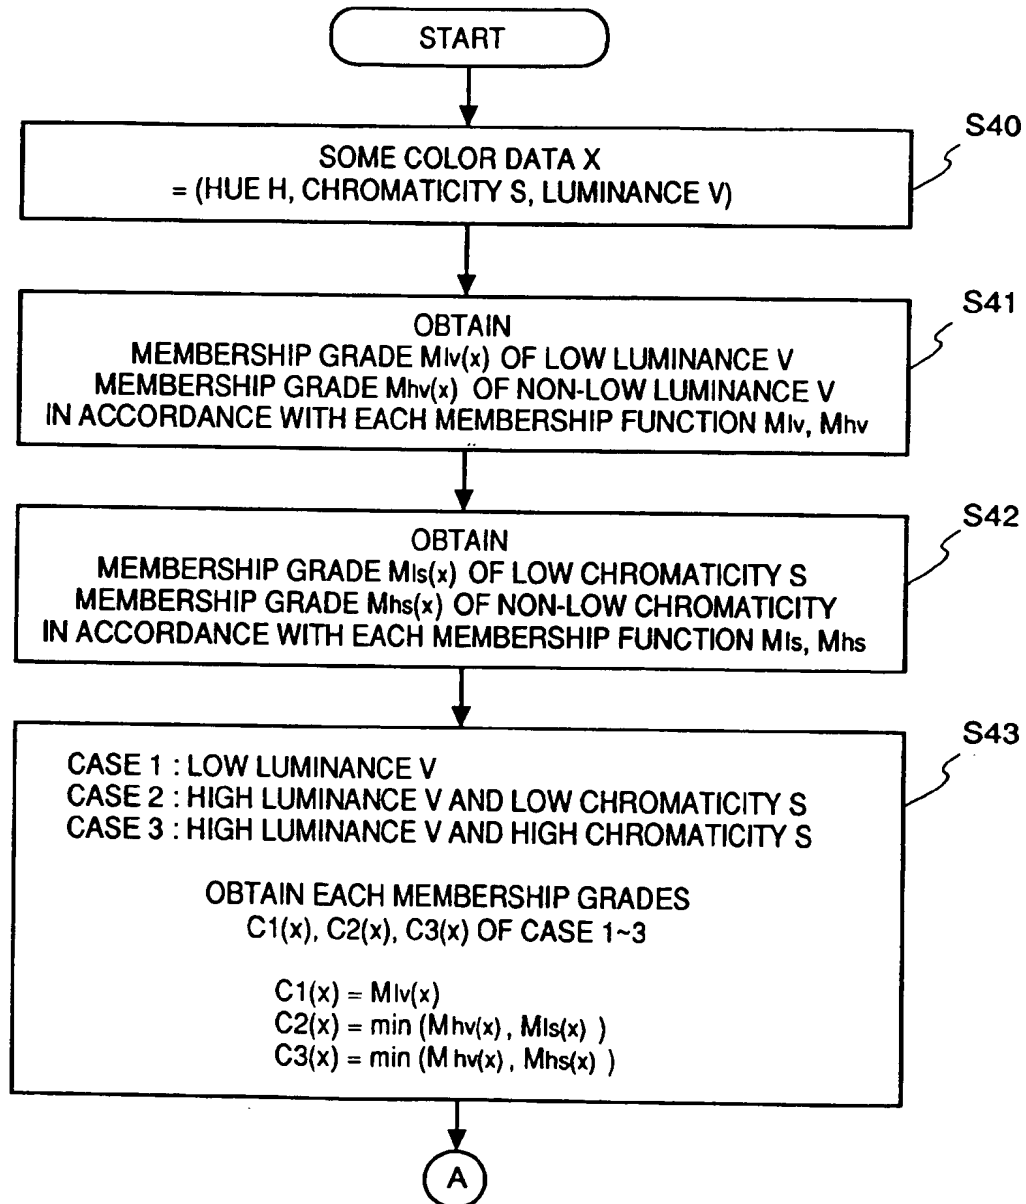 START
S40
SOME COLOR DATA X
= (HUE H, CHROMATICITY S, LUMINANCE V)
S41
OBTAIN
MEMBERSHIP GRADE Mlv(x) OF LOW LUMINANCE V
MEMBERSHIP GRADE Mhv(x) OF NON-LOW LUMINANCE V
IN ACCORDANCE WITH EACH MEMBERSHIP FUNCTION Mlv, Mhv
S42
OBTAIN
MEMBERSHIP GRADE Mls(x) OF LOW CHROMATICITY S
MEMBERSHIP GRADE Mhs(x) OF NON-LOW CHROMATICITY
IN ACCORDANCE WITH EACH MEMBERSHIP FUNCTION Mls, Mhs
S43
CASE 1 : LOW LUMINANCE V
CASE 2 : HIGH LUMINANCE V AND LOW CHROMATICITY S
CASE 3 : HIGH LUMINANCE V AND HIGH CHROMATICITY S
OBTAIN EACH MEMBERSHIP GRADES
C1(x), C2(x), C3(x) OF CASE 1~3
C1(x) = Mlv(x)
C2(x) = min (Mhv(x) , Mls(x) )
C3(x) = min (Mhv(x) , Mhs(x) )
A